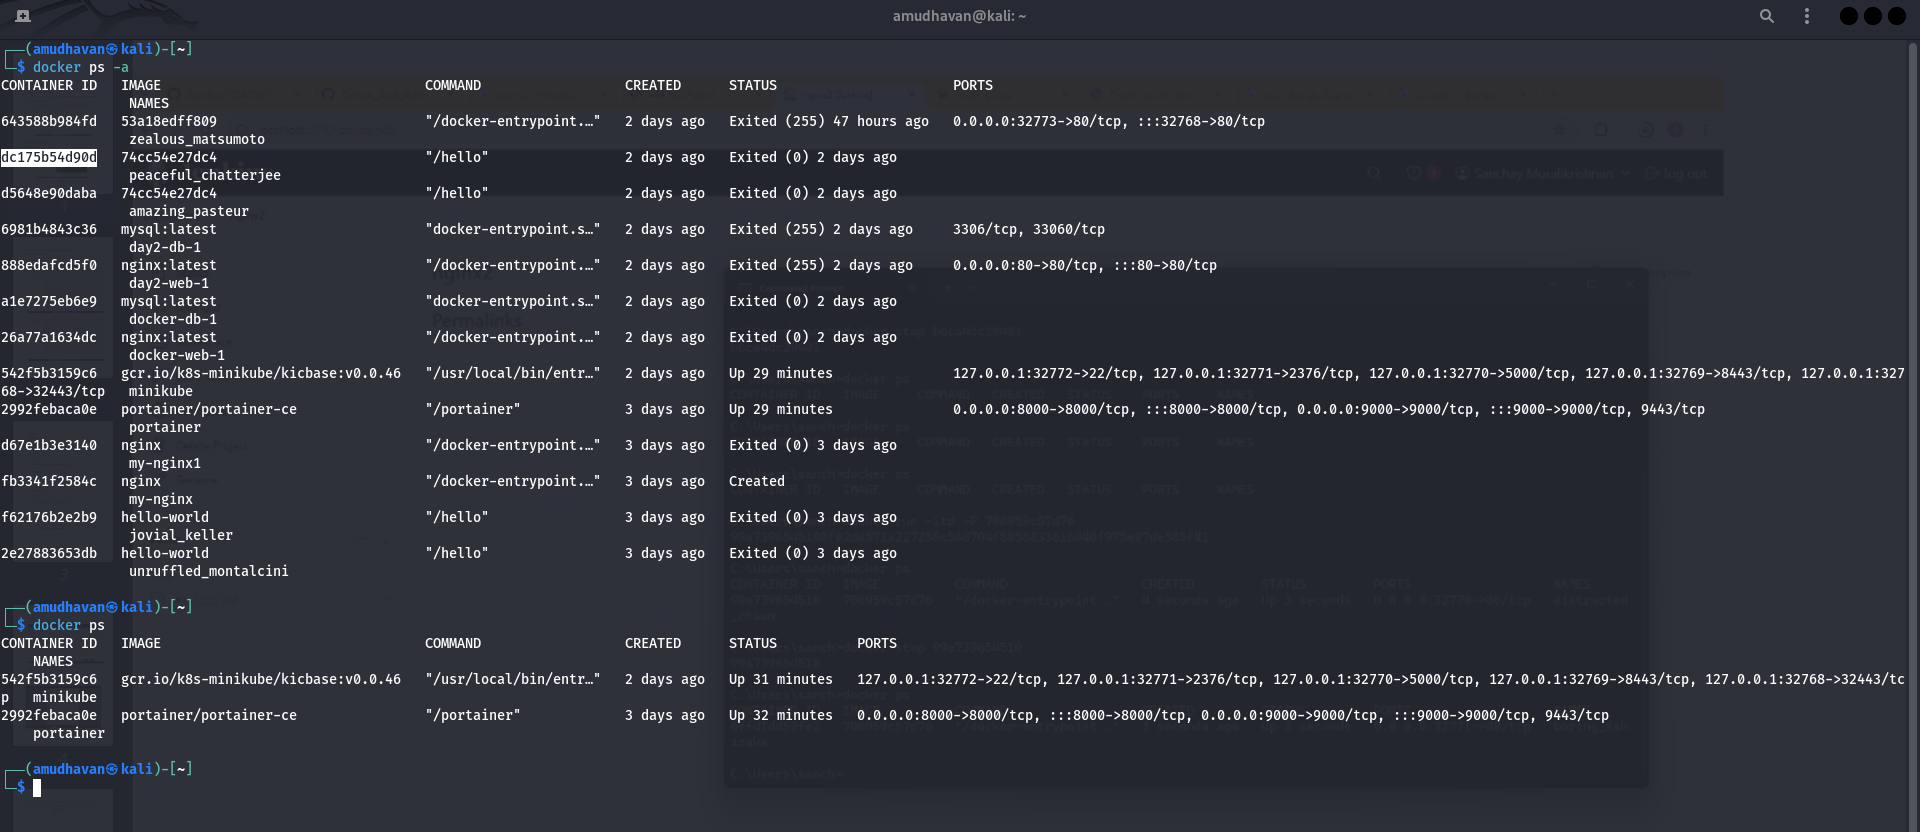 amudhavan@kali: ~
┌──(amudhavan㉿kali)-[~]
└─$ docker ps -a
CONTAINER ID   IMAGE                                 COMMAND                  CREATED       STATUS                      PORTS
                NAMES
643588b984fd   53a18edff809                          "/docker-entrypoint.…"   2 days ago    Exited (255) 47 hours ago   0.0.0.0:32773->80/tcp, :::32768->80/tcp
                zealous_matsumoto
dc175b54d90d   74cc54e27dc4                          "/hello"                 2 days ago    Exited (0) 2 days ago
                peaceful_chatterjee
d5648e90daba   74cc54e27dc4                          "/hello"                 2 days ago    Exited (0) 2 days ago
                amazing_pasteur
6981b4843c36   mysql:latest                          "docker-entrypoint.s…"   2 days ago    Exited (255) 2 days ago     3306/tcp, 33060/tcp
                day2-db-1
888edafcd5f0   nginx:latest                          "/docker-entrypoint.…"   2 days ago    Exited (255) 2 days ago     0.0.0.0:80->80/tcp, :::80->80/tcp
                day2-web-1
a1e7275eb6e9   mysql:latest                          "docker-entrypoint.s…"   2 days ago    Exited (0) 2 days ago
                docker-db-1
26a77a1634dc   nginx:latest                          "/docker-entrypoint.…"   2 days ago    Exited (0) 2 days ago
                docker-web-1
542f5b3159c6   gcr.io/k8s-minikube/kicbase:v0.0.46   "/usr/local/bin/entr…"   2 days ago    Up 29 minutes               127.0.0.1:32772->22/tcp, 127.0.0.1:32771->2376/tcp, 127.0.0.1:32770->5000/tcp, 127.0.0.1:32769->8443/tcp, 127.0.0.1:327
68->32443/tcp   minikube
2992febaca0e   portainer/portainer-ce                "/portainer"             3 days ago    Up 29 minutes               0.0.0.0:8000->8000/tcp, :::8000->8000/tcp, 0.0.0.0:9000->9000/tcp, :::9000->9000/tcp, 9443/tcp
                portainer
d67e1b3e3140   nginx                                 "/docker-entrypoint.…"   3 days ago    Exited (0) 3 days ago
                my-nginx1
fb3341f2584c   nginx                                 "/docker-entrypoint.…"   3 days ago    Created
                my-nginx
f62176b2e2b9   hello-world                           "/hello"                 3 days ago    Exited (0) 3 days ago
                jovial_keller
2e27883653db   hello-world                           "/hello"                 3 days ago    Exited (0) 3 days ago
                unruffled_montalcini
┌──(amudhavan㉿kali)-[~]
└─$ docker ps
CONTAINER ID   IMAGE                                 COMMAND                  CREATED       STATUS          PORTS
    NAMES
542f5b3159c6   gcr.io/k8s-minikube/kicbase:v0.0.46   "/usr/local/bin/entr…"   2 days ago    Up 31 minutes   127.0.0.1:32772->22/tcp, 127.0.0.1:32771->2376/tcp, 127.0.0.1:32770->5000/tcp, 127.0.0.1:32769->8443/tcp, 127.0.0.1:32768->32443/tc
p   minikube
2992febaca0e   portainer/portainer-ce                "/portainer"             3 days ago    Up 32 minutes   0.0.0.0:8000->8000/tcp, :::8000->8000/tcp, 0.0.0.0:9000->9000/tcp, :::9000->9000/tcp, 9443/tcp
    portainer
┌──(amudhavan㉿kali)-[~]
└─$